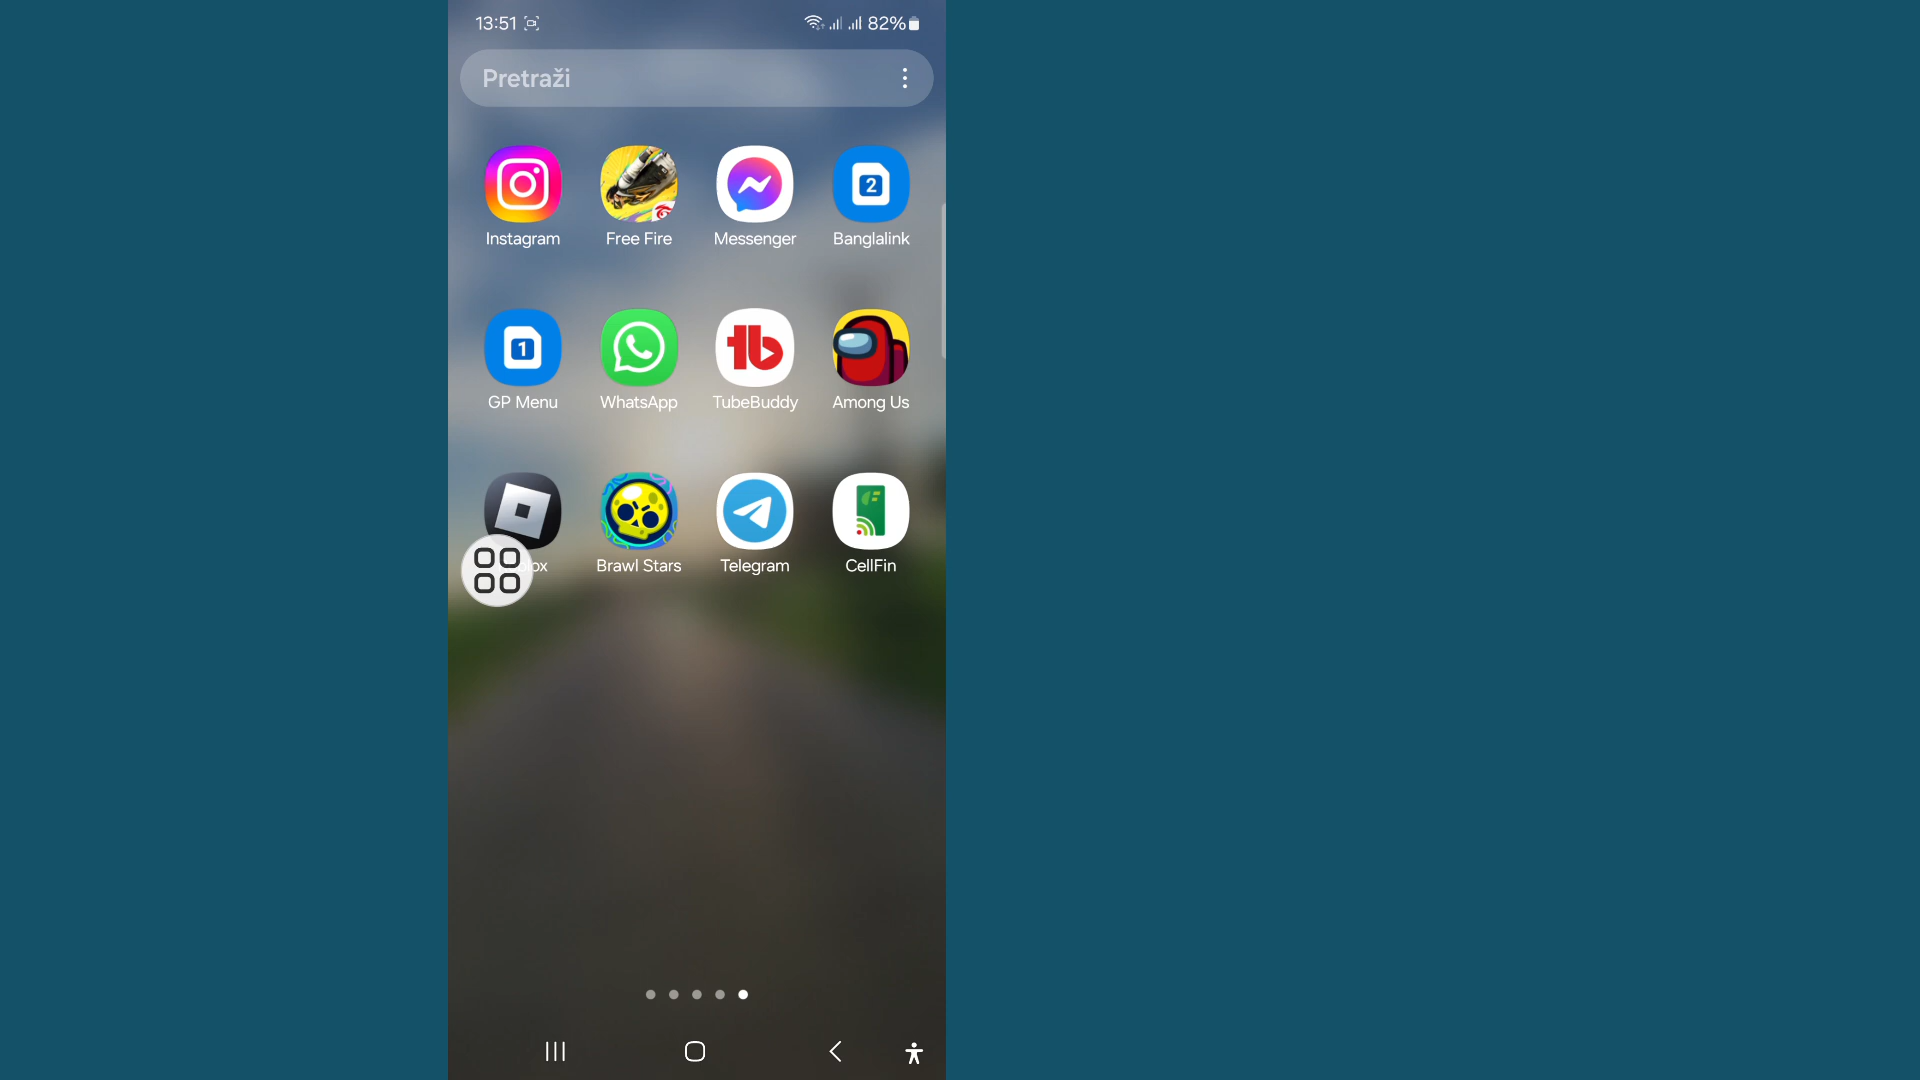 13:51 82%
Pretraži
Instagram Free Fire Messenger Banglalink
2
1
GP Menu WhatsApp TubeBuddy Among Us
Brawl Stars Telegram CellFin